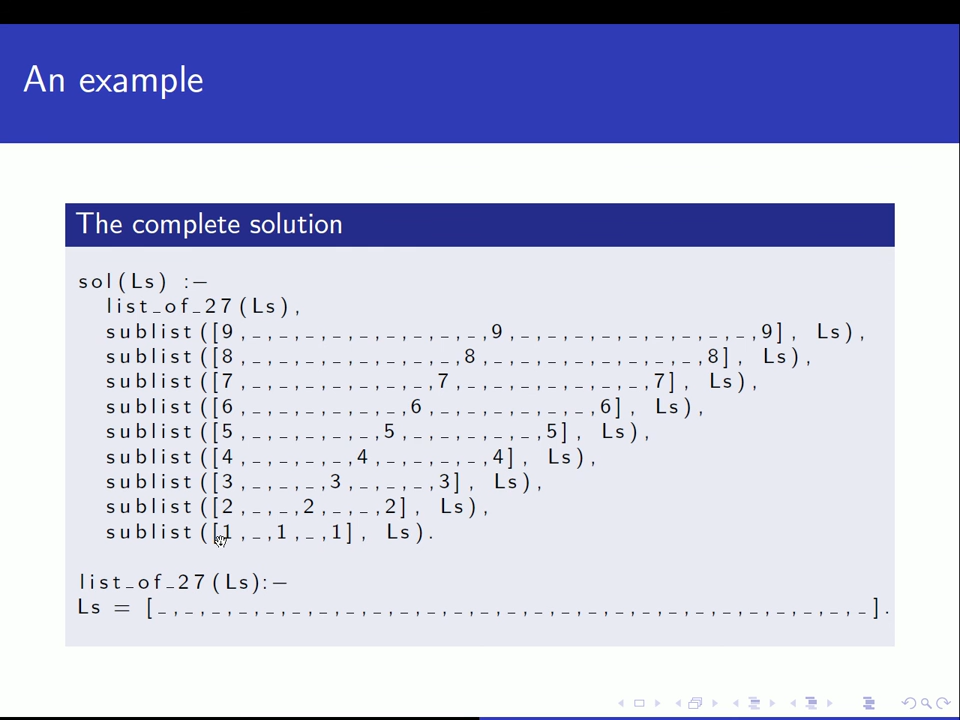 An example
The complete solution
sol(Ls) :–
list_of_27(Ls),
sublist([9,_,_,_,_,_,_,_,_,_,9,_,_,_,_,_,_,_,_,_,9], Ls),
sublist([8,_,_,_,_,_,_,_,_,8,_,_,_,_,_,_,_,_,8], Ls),
sublist([7,_,_,_,_,_,_,_,7,_,_,_,_,_,_,_,7], Ls),
sublist([6,_,_,_,_,_,_,6,_,_,_,_,_,_,6], Ls),
sublist([5,_,_,_,_,_,5,_,_,_,_,_,5], Ls),
sublist([4,_,_,_,_,4,_,_,_,_,4], Ls),
sublist([3,_,_,_,3,_,_,_,3], Ls),
sublist([2,_,_,2,_,_,2], Ls),
sublist([1,_,1,_,1], Ls).
list_of_27(Ls):–
Ls = [_,_,_,_,_,_,_,_,_,_,_,_,_,_,_,_,_,_,_,_,_,_,_,_,_,_,_].